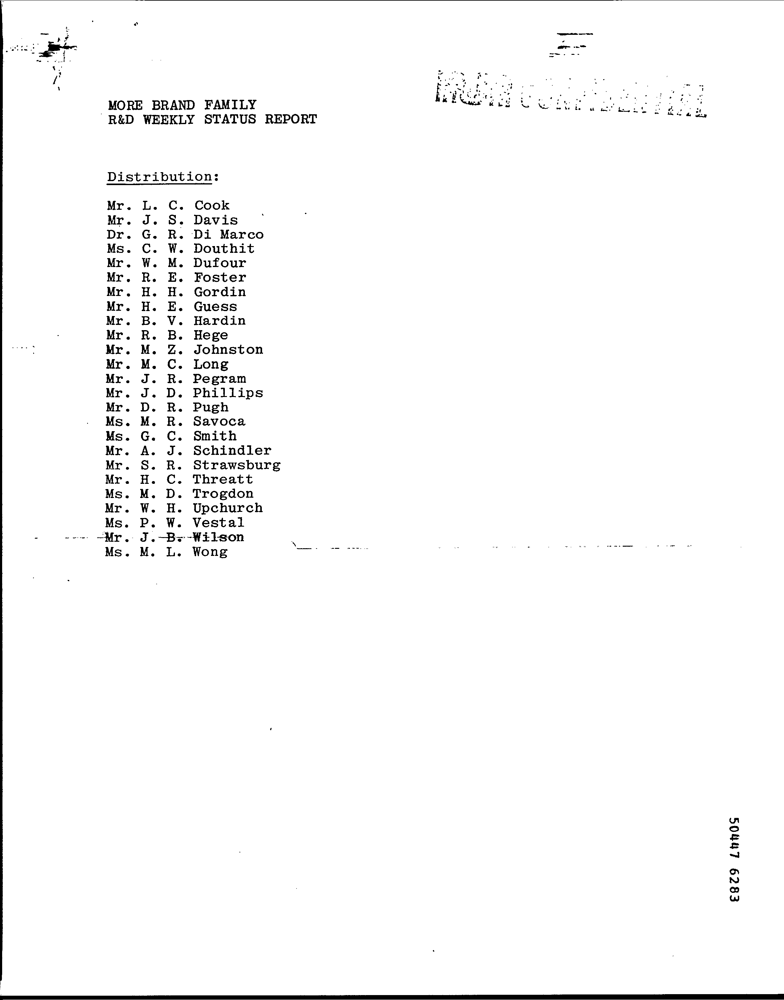 MORE BRAND FAMILY
R&D WEEKLY STATUS REPORT
Distribution:
Mr. L. C. Cook
Mr. J. S. Davis
Dr. G. R. Di Marco
Ms. C. W. Douthit
Mr. W. M. Dufour
Mr. R. E. Foster
Mr. H. H. Gordin
Mr. H. E. Guess
Mr. B. V. Hardin
Mr. R. B. Hege
Mr. M. Z. Johnston
Mr. M. C. Long
Mr. J. R. Pegram
Mr. J. D. Phillips
Mr. D. R. Pugh
Ms. M. R. Savoca
Ms. G. C. Smith
Mr. A. J. Schindler
Mr. S. R. Strawsburg
Mr. H. C. Threatt
Ms. M. D. Trogdon
Mr. W. H. Upchurch
Ms. P. W. Vestal
Mr. J. B. Wilson
Ms. M. L. Wong
50447 6283